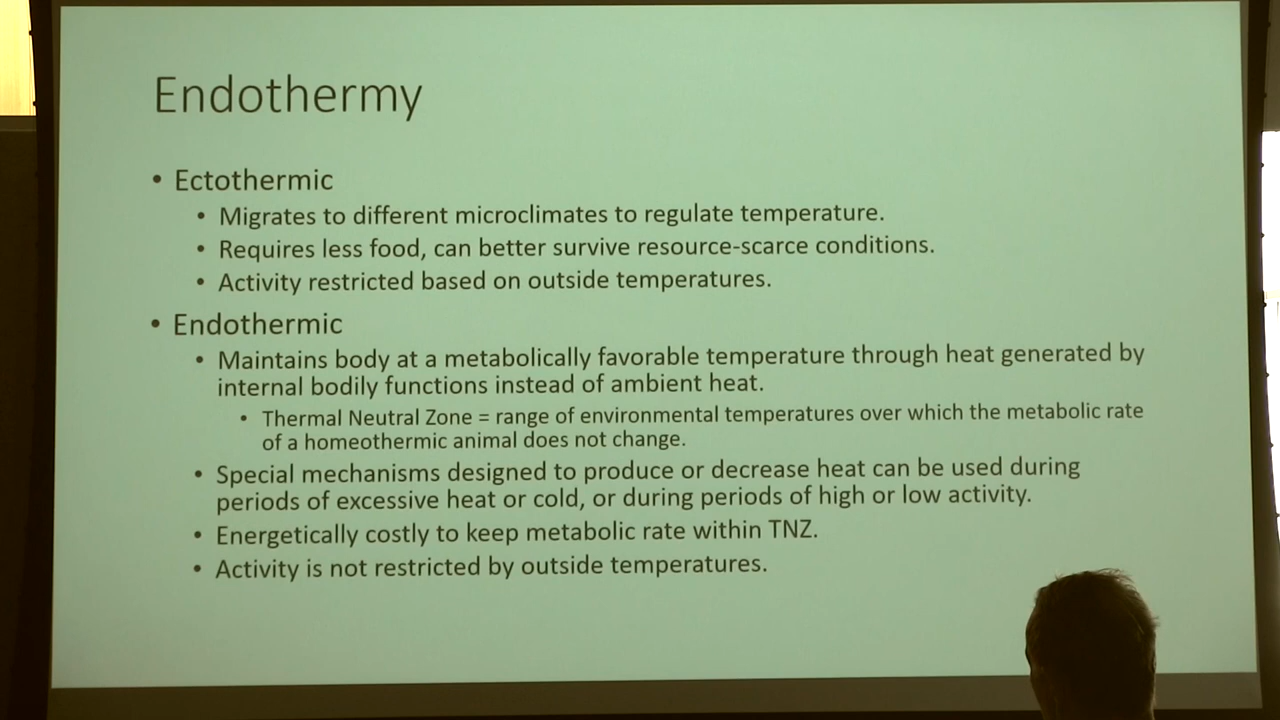 Endothermy
• Ectothermic
• Migrates to different microclimates to regulate temperature.
• Requires less food, can better survive resource-scarce conditions.
• Activity restricted based on outside temperatures.
• Endothermic
• Maintains body at a metabolically favorable temperature through heat generated by
internal bodily functions instead of ambient heat.
• Thermal Neutral Zone = range of environmental temperatures over which the metabolic rate
of a homeothermic animal does not change.
• Special mechanisms designed to produce or decrease heat can be used during
periods of excessive heat or cold, or during periods of high or low activity.
• Energetically costly to keep metabolic rate within TNZ.
• Activity is not restricted by outside temperatures.